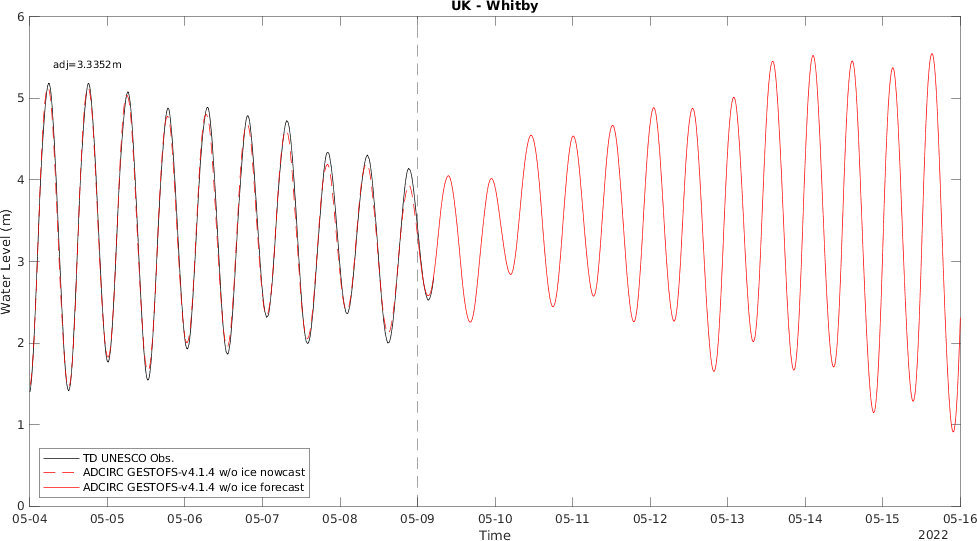 UK - Whitby
adj=3.3352m
Water Level (m)
6
5
4
3
2
1
0
TD UNESCO Obs.
ADCIRC GESTOFS-v4.1.4 w/o ice nowcast
ADCIRC GESTOFS-v4.1.4 w/o ice forecast
05-04 05-05 05-06 05-07 05-08 05-09 05-10 05-11 05-12 05-13 05-14 05-15 05-16
Time
2022